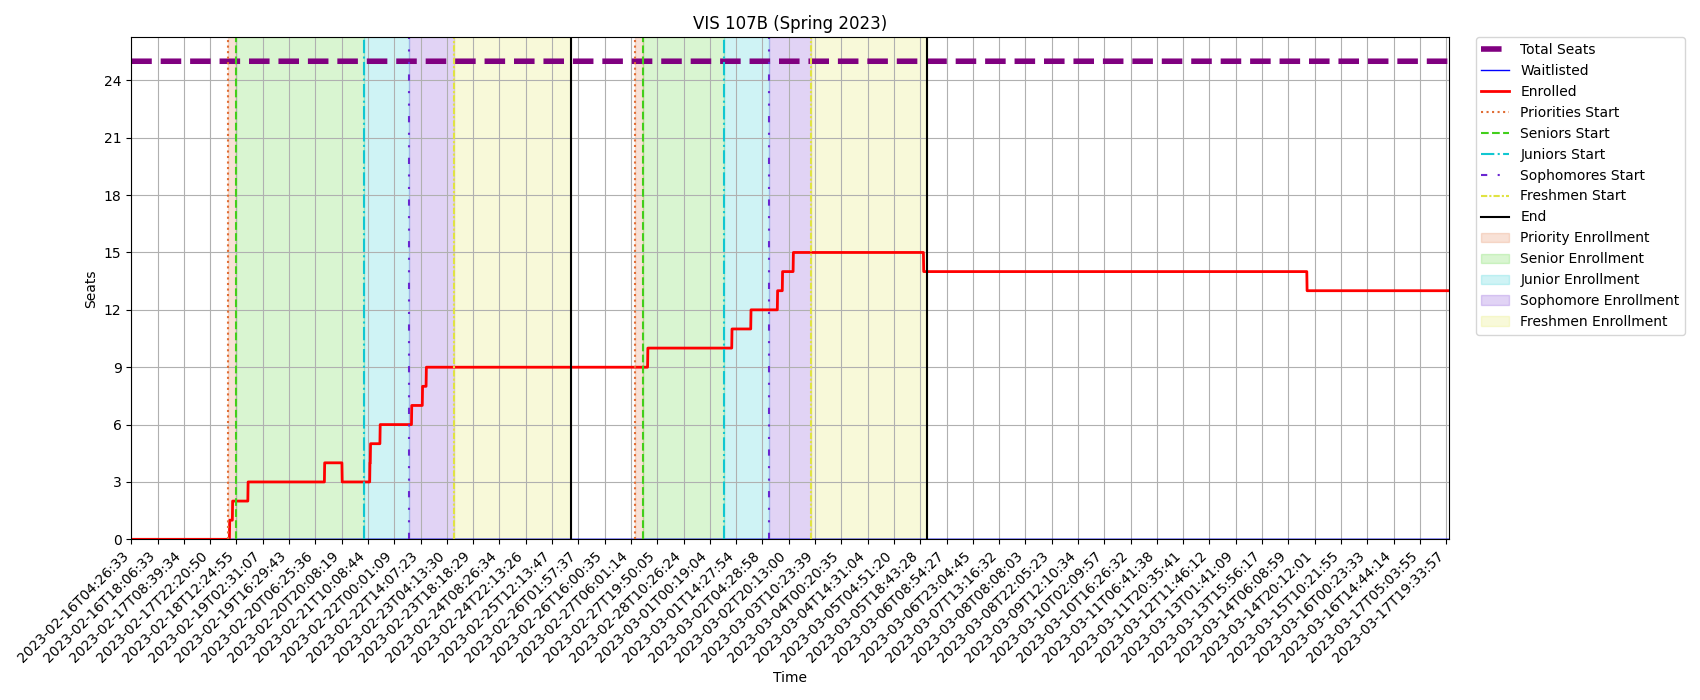 VIS 107B (Spring 2023)
Seats
24
21
18
15
12
9
6
3
0
2023-02-16T04:26:33
2023-02-16T18:06:33
2023-02-17T08:39:34
2023-02-17T22:20:50
2023-02-18T12:24:55
2023-02-19T02:31:07
2023-02-19T16:29:43
2023-02-20T06:25:36
2023-02-20T20:08:19
2023-02-21T10:08:44
2023-02-22T00:01:09
2023-02-22T14:07:23
2023-02-23T04:13:30
2023-02-23T18:18:29
2023-02-24T08:26:34
2023-02-24T22:13:26
2023-02-25T12:13:47
2023-02-26T01:57:37
2023-02-26T16:00:35
2023-02-27T06:01:14
2023-02-27T19:50:05
2023-02-28T10:26:24
2023-03-01T00:19:04
2023-03-01T14:27:54
2023-03-02T04:28:58
2023-03-02T20:13:00
2023-03-03T10:23:39
2023-03-04T00:20:35
2023-03-04T14:31:04
2023-03-05T04:51:20
2023-03-05T18:43:28
2023-03-06T08:54:27
2023-03-06T23:04:45
2023-03-07T13:16:32
2023-03-08T08:08:03
2023-03-08T22:05:23
2023-03-09T12:10:34
2023-03-10T02:09:57
2023-03-10T16:26:32
2023-03-11T06:41:38
2023-03-11T20:35:41
2023-03-12T11:46:12
2023-03-13T01:41:09
2023-03-13T15:56:17
2023-03-14T06:08:59
2023-03-14T20:12:01
2023-03-15T10:21:55
2023-03-16T00:23:33
2023-03-16T14:44:14
2023-03-17T05:03:55
2023-03-17T19:33:57
Time
Total Seats
Waitlisted
Enrolled
Priorities Start
Seniors Start
Juniors Start
Sophomores Start
Freshmen Start
End
Priority Enrollment
Senior Enrollment
Junior Enrollment
Sophomore Enrollment
Freshmen Enrollment